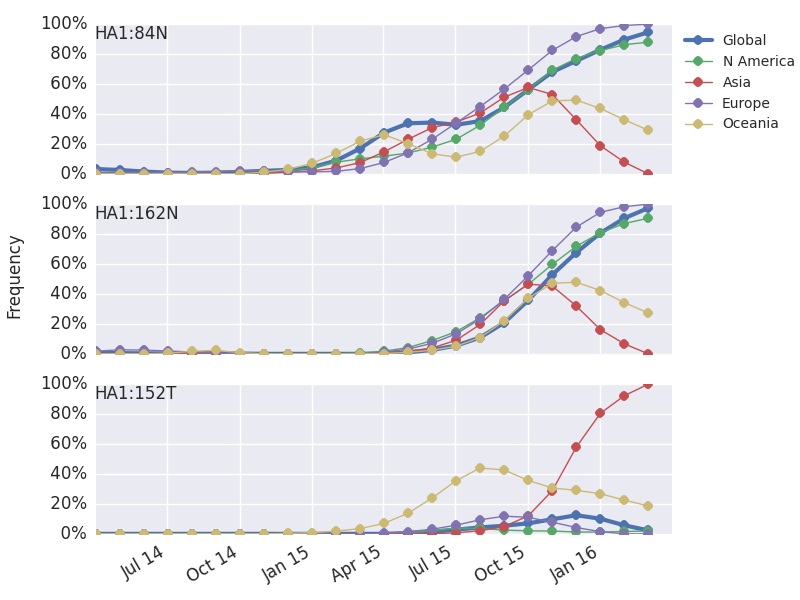 HA1:84N
100%
80%
60%
40%
20%
0%
Global
N America
Asia
Europe
Oceania
HA1:162N
100%
80%
60%
40%
20%
0%
Frequency
HA1:152T
100%
80%
60%
40%
20%
0%
Jul 14
Oct 14
Jan 15
Apr 15
Jul 15
Oct 15
Jan 16